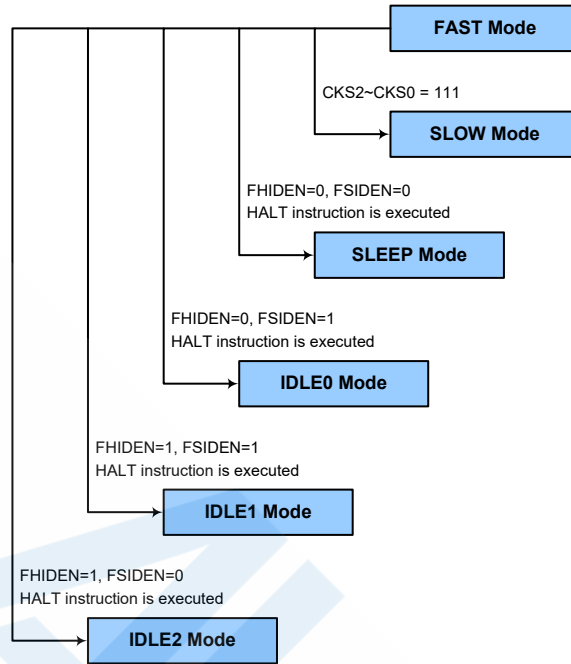 FAST Mode
CKS2~CKS0 = 111
SLOW Mode
FHIDEN=0, FSIDEN=0
HALT instruction is executed
SLEEP Mode
FHIDEN=0, FSIDEN=1
HALT instruction is executed
IDLE0 Mode
FHIDEN=1, FSIDEN=1
HALT instruction is executed
IDLE1 Mode
FHIDEN=1, FSIDEN=0
HALT instruction is executed
IDLE2 Mode